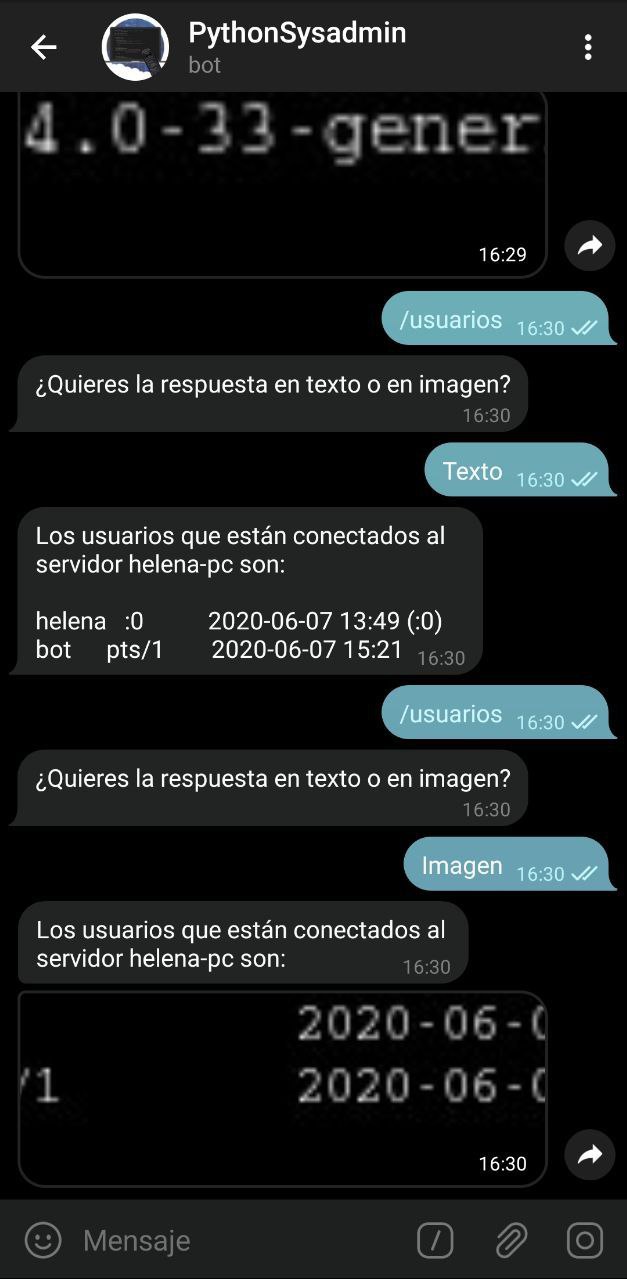 PythonSysadmin
bot
4.0-33-gener
16:29
/usuarios 16:30
¿Quieres la respuesta en texto o en imagen?
16:30
Texto 16:30
Los usuarios que están conectados al
servidor helena-pc son:
helena :0 2020-06-07 13:49 (:0)
bot pts/1 2020-06-07 15:21 16:30
/usuarios 16:30
¿Quieres la respuesta en texto o en imagen?
16:30
Imagen 16:30
Los usuarios que están conectados al
servidor helena-pc son: 16:30
2020-06-0
/1 2020-06-0
16:30
Mensaje